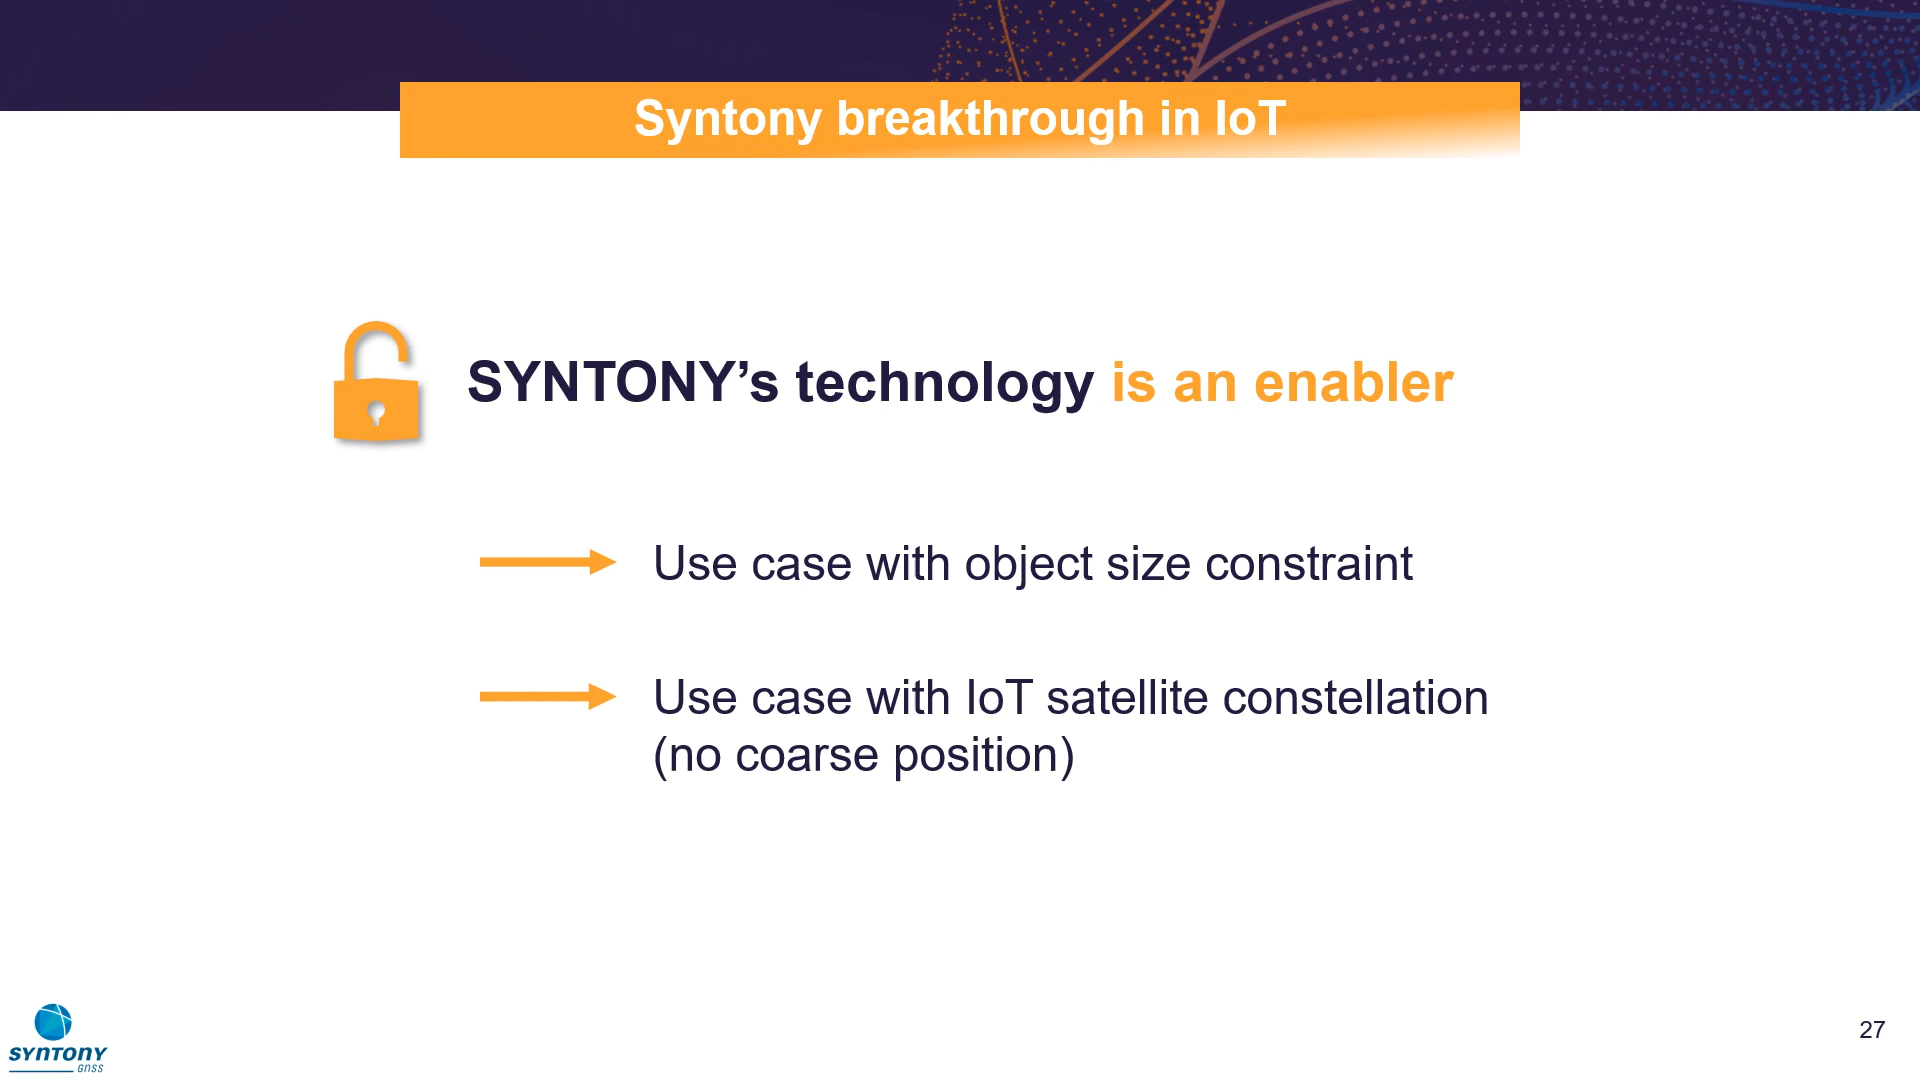 Syntony breakthrough in IoT
SYNTONY’s technology is an enabler
Use case with object size constraint
Use case with IoT satellite constellation
(no coarse position)
SYNTONY
GNSS
27